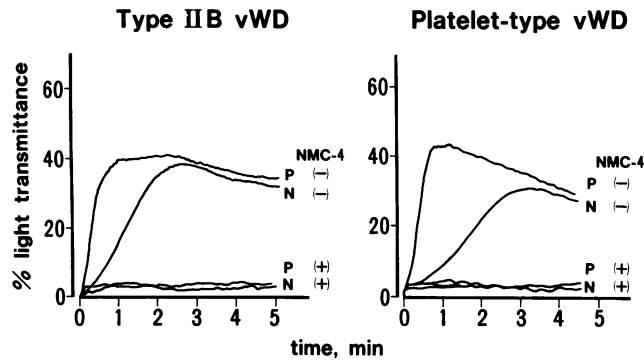 Type IIB vWD
Platelet-type vWD
% light transmittance
60
40
20
0
NMC-4
P (−)
N (−)
P (+)
N (+)
0 1 2 3 4 5
60
40
20
0
NMC-4
P (−)
N (−)
P (+)
N (+)
0 1 2 3 4 5
time, min